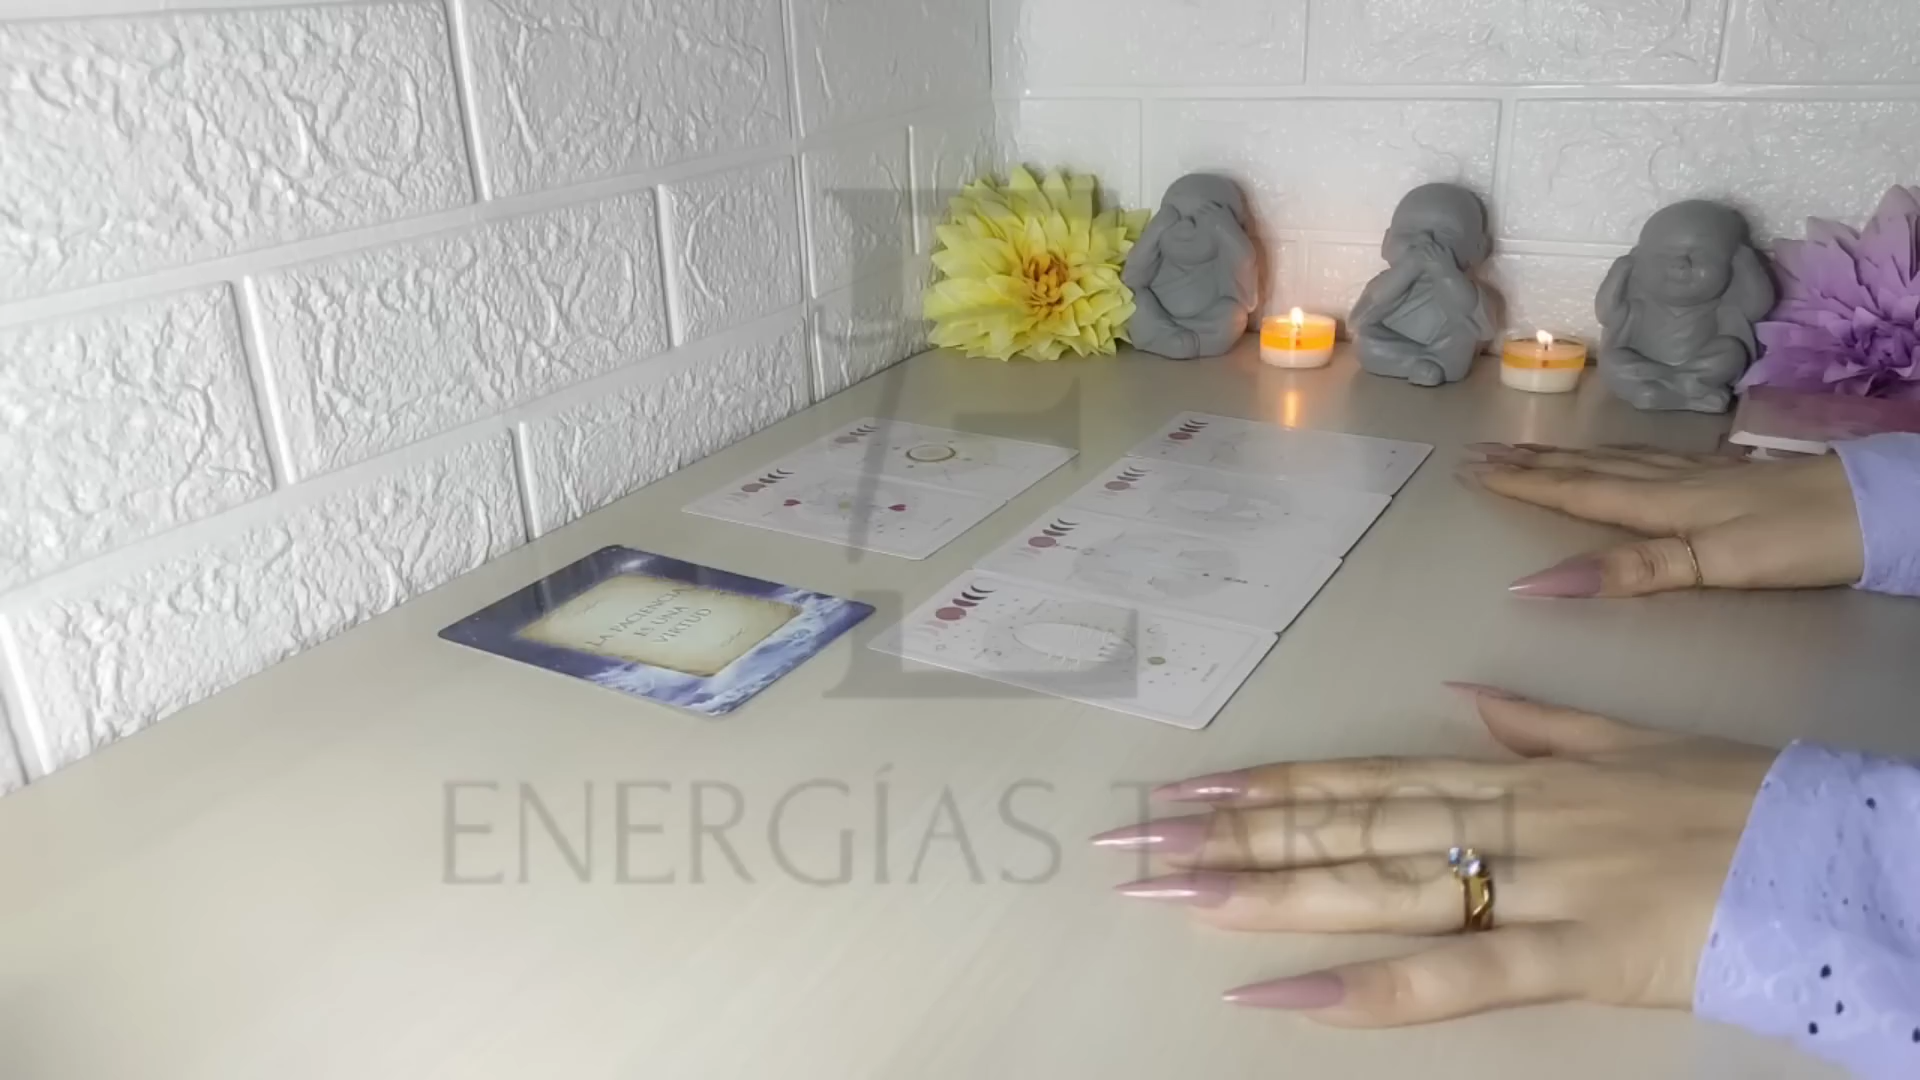 LA PACIENCIA
ES UNA
VIRTUD
E
ENERGÍAS TAROT